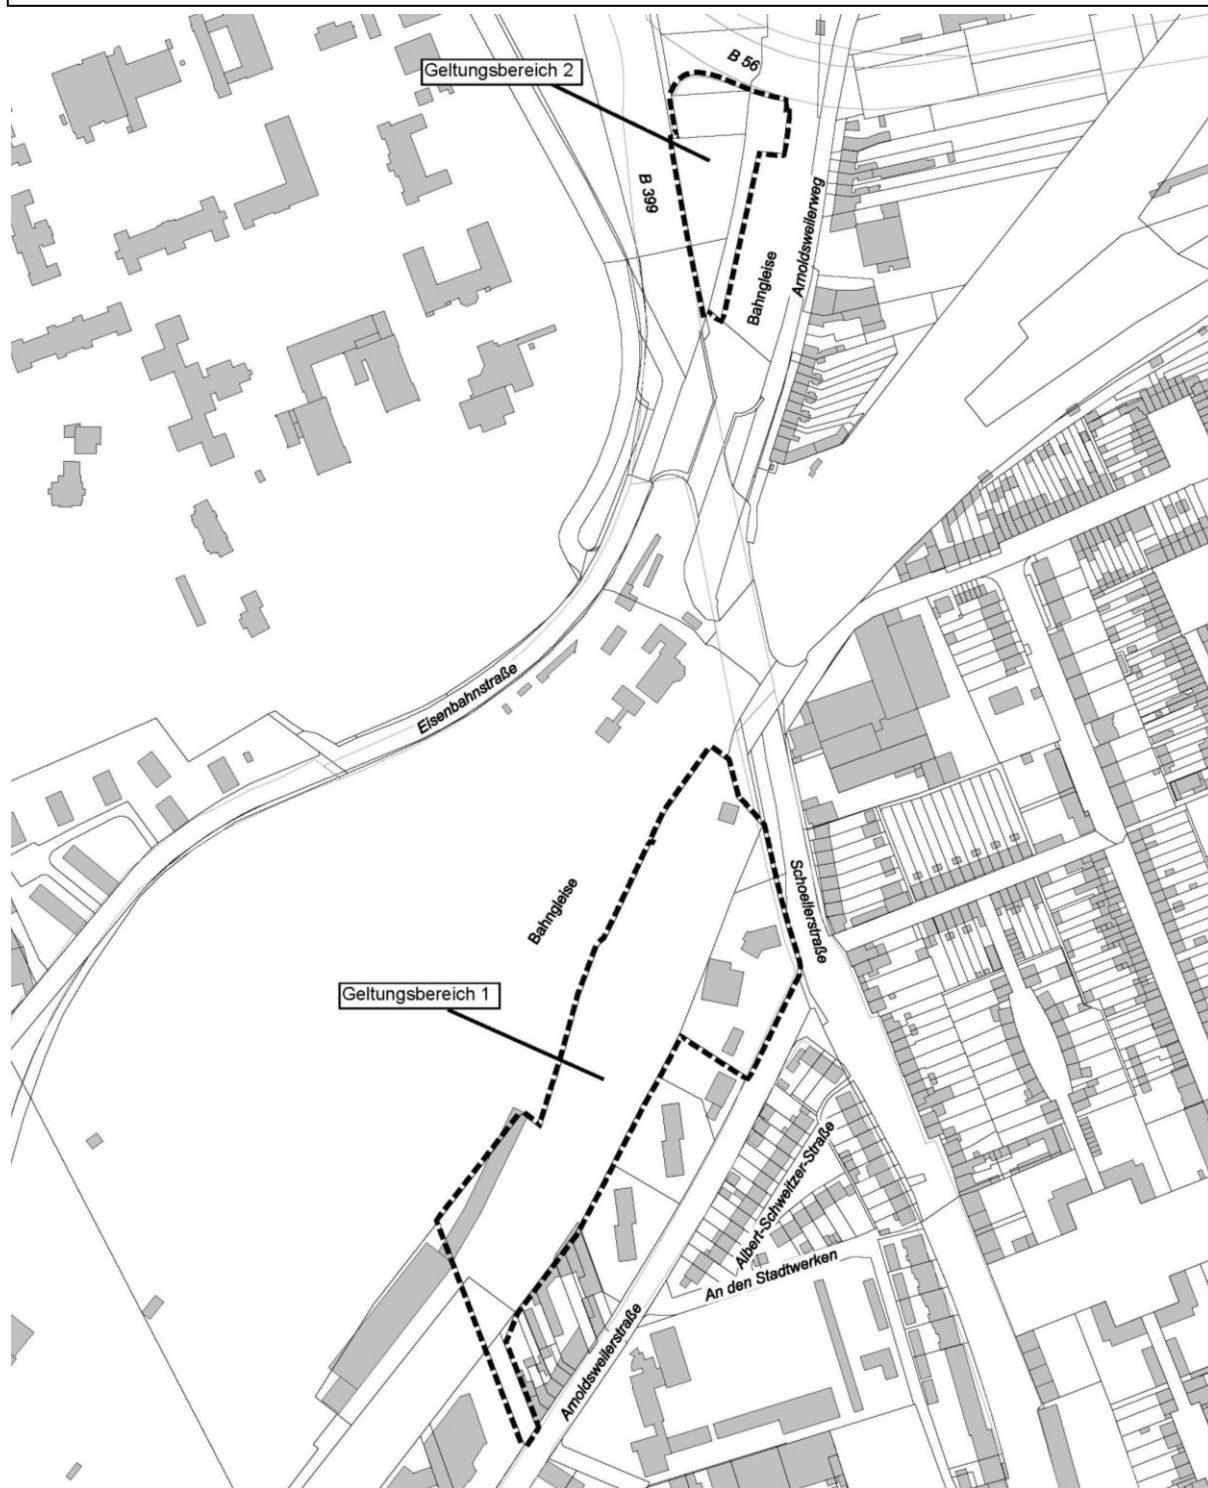 B 56
Geltungsbereich 2
B 399
Arnoldsweilerweg
Bahngleise
Eisenbahnstraße
Schoellerstraße
Bahngleise
Geltungsbereich 1
Albert-Schweitzer-Straße
An den Stadtwerken
Arnoldsweilerstraße